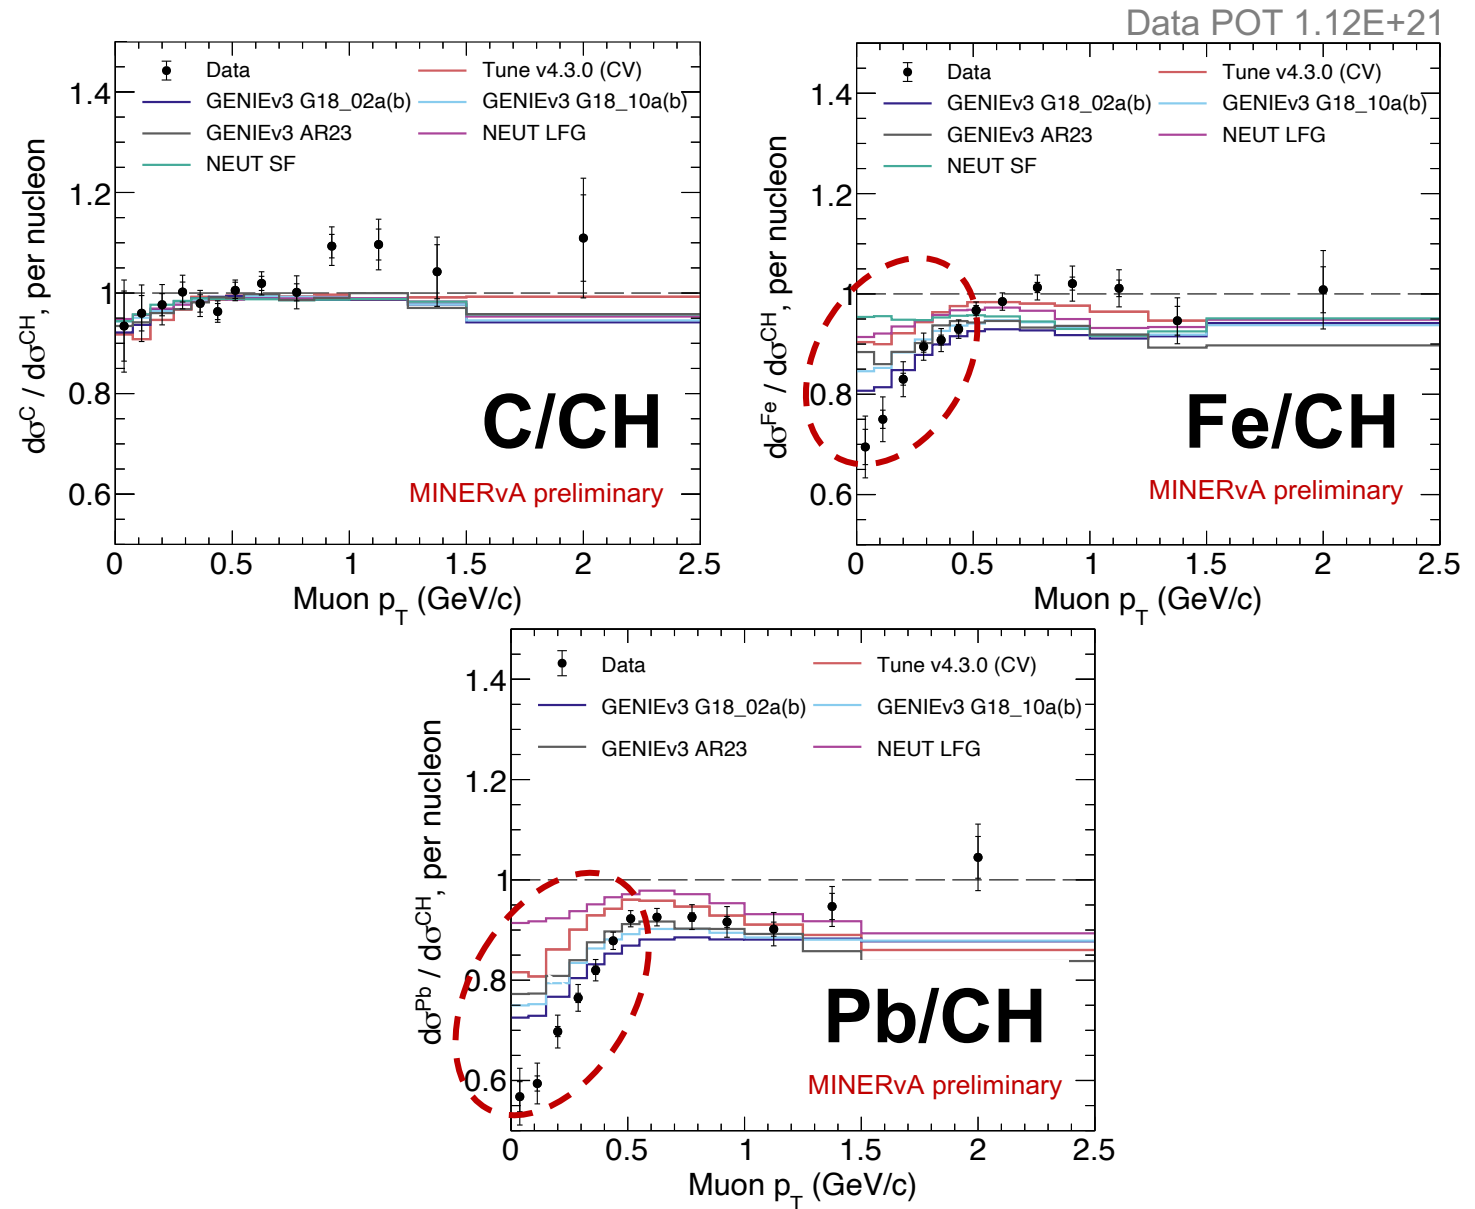 Data POT 1.12E+21
Data
Tune v4.3.0 (CV)
GENIEv3 G18_02a(b)
GENIEv3 G18_10a(b)
GENIEv3 AR23
NEUT LFG
NEUT SF
1.4
1.2
1
0.8
0.6
dσ^C / dσ^CH, per nucleon
C/CH
MINERvA preliminary
0 0.5 1 1.5 2 2.5
Muon p_T (GeV/c)
Data
Tune v4.3.0 (CV)
GENIEv3 G18_02a(b)
GENIEv3 G18_10a(b)
GENIEv3 AR23
NEUT LFG
NEUT SF
1.4
1.2
1
0.8
0.6
dσ^Fe / dσ^CH, per nucleon
Fe/CH
MINERvA preliminary
0 0.5 1 1.5 2 2.5
Muon p_T (GeV/c)
Data
Tune v4.3.0 (CV)
GENIEv3 G18_02a(b)
GENIEv3 G18_10a(b)
GENIEv3 AR23
NEUT LFG
1.4
1.2
1
0.8
0.6
dσ^Pb / dσ^CH, per nucleon
Pb/CH
MINERvA preliminary
0 0.5 1 1.5 2 2.5
Muon p_T (GeV/c)